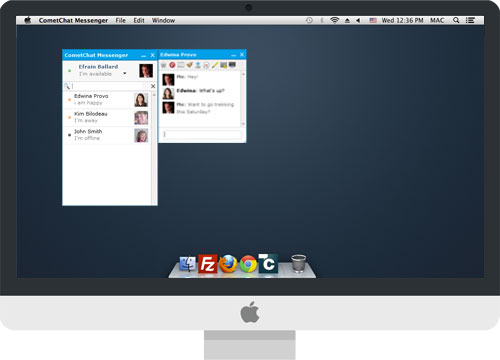 CometChat Messenger File Edit Window
Wed 12:36 PM MAC
CometChat Messenger
Efrain Ballard
I'm available
Edwina Provo
i am happy
Kim Bilodeau
I'm away
John Smith
I'm offline
Edwina Provo
Me: Hey!
Edwina: What's up?
Me: Want to go trekking
this Saturday?
FZ
C